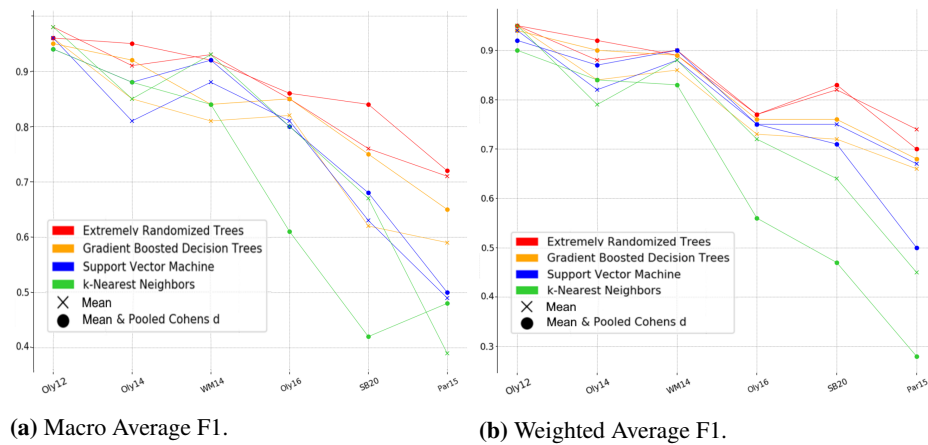 0.9
0.8
0.7
0.6
0.5
0.4
Extremelv Randomized Trees
Gradient Boosted Decision Trees
Support Vector Machine
k-Nearest Neighbors
Mean
Mean & Pooled Cohens d
Oly12
Oly14
WM14
Oly16
SB20
Par15
(a) Macro Average F1.
0.9
0.8
0.7
0.6
0.5
0.4
0.3
Extremelv Randomized Trees
Gradient Boosted Decision Trees
Support Vector Machine
k-Nearest Neighbors
Mean
Mean & Pooled Cohens d
Oly12
Oly14
WM14
Oly16
SB20
Par15
(b) Weighted Average F1.